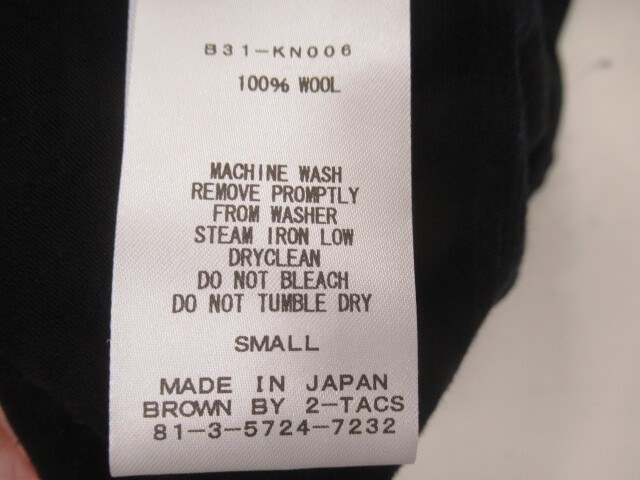 B31-KN006
100% WOOL
MACHINE WASH
REMOVE PROMPTLY
FROM WASHER
STEAM IRON LOW
DRYCLEAN
DO NOT BLEACH
DO NOT TUMBLE DRY
SMALL
MADE IN JAPAN
BROWN BY 2-TACS
81-3-5724-7232